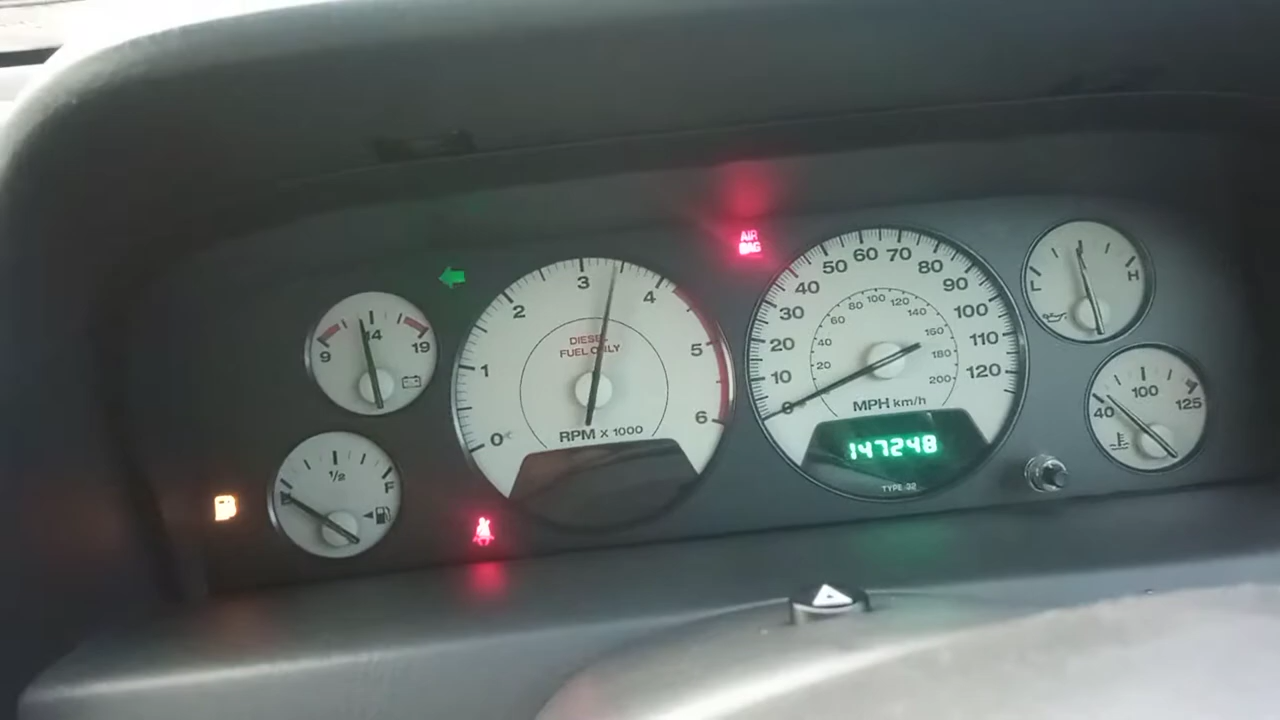 9 14 19
E 1/2 F
0 1 2 3 4 5 6
DIESEL
FUEL ONLY
RPM X 1000
AIR
BAG
0 10 20 30 40 50 60 70 80 90 100 110 120
20 40 60 80 100 120 140 160 180 200
MPH km/h
147248
L H
40 100 125